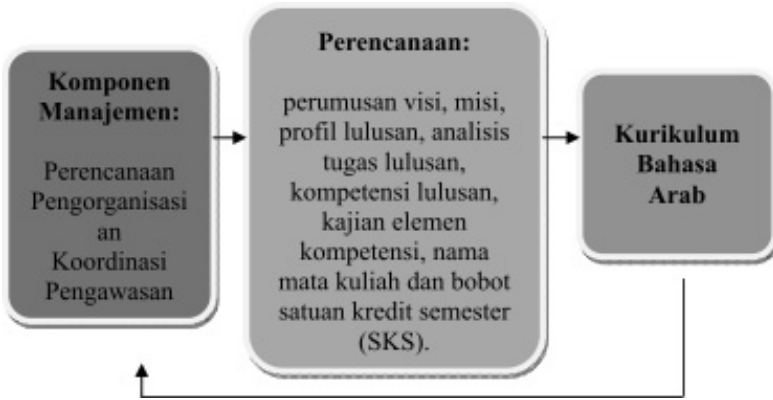 Komponen
Manajemen:
Perencanaan
Pengorganisasi
an
Koordinasi
Pengawasan
Perencanaan:
perumusan visi, misi,
profil lulusan, analisis
tugas lulusan,
kompetensi lulusan,
kajian elemen
kompetensi, nama
mata kuliah dan bobot
satuan kredit semester
(SKS).
Kurikulum
Bahasa
Arab